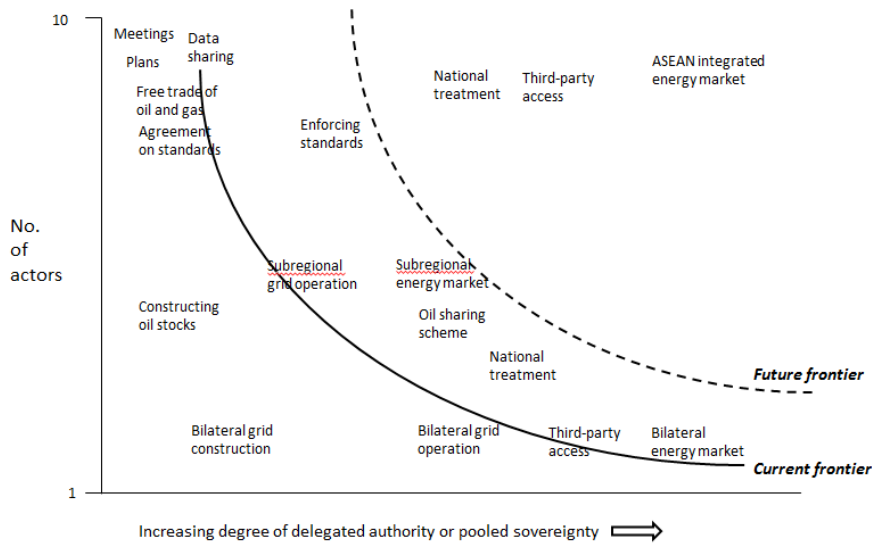 10
Meetings
Data
sharing
Plans
Free trade of
oil and gas
Agreement
on standards
Enforcing
standards
National
treatment
Third-party
access
ASEAN integrated
energy market
No.
of
actors
Subregional
grid operation
Subregional
energy market
Constructing
oil stocks
Oil sharing
scheme
National
treatment
Future frontier
Bilateral grid
construction
Bilateral grid
operation
Third-party
access
Bilateral
energy market
Current frontier
1
Increasing degree of delegated authority or pooled sovereignty